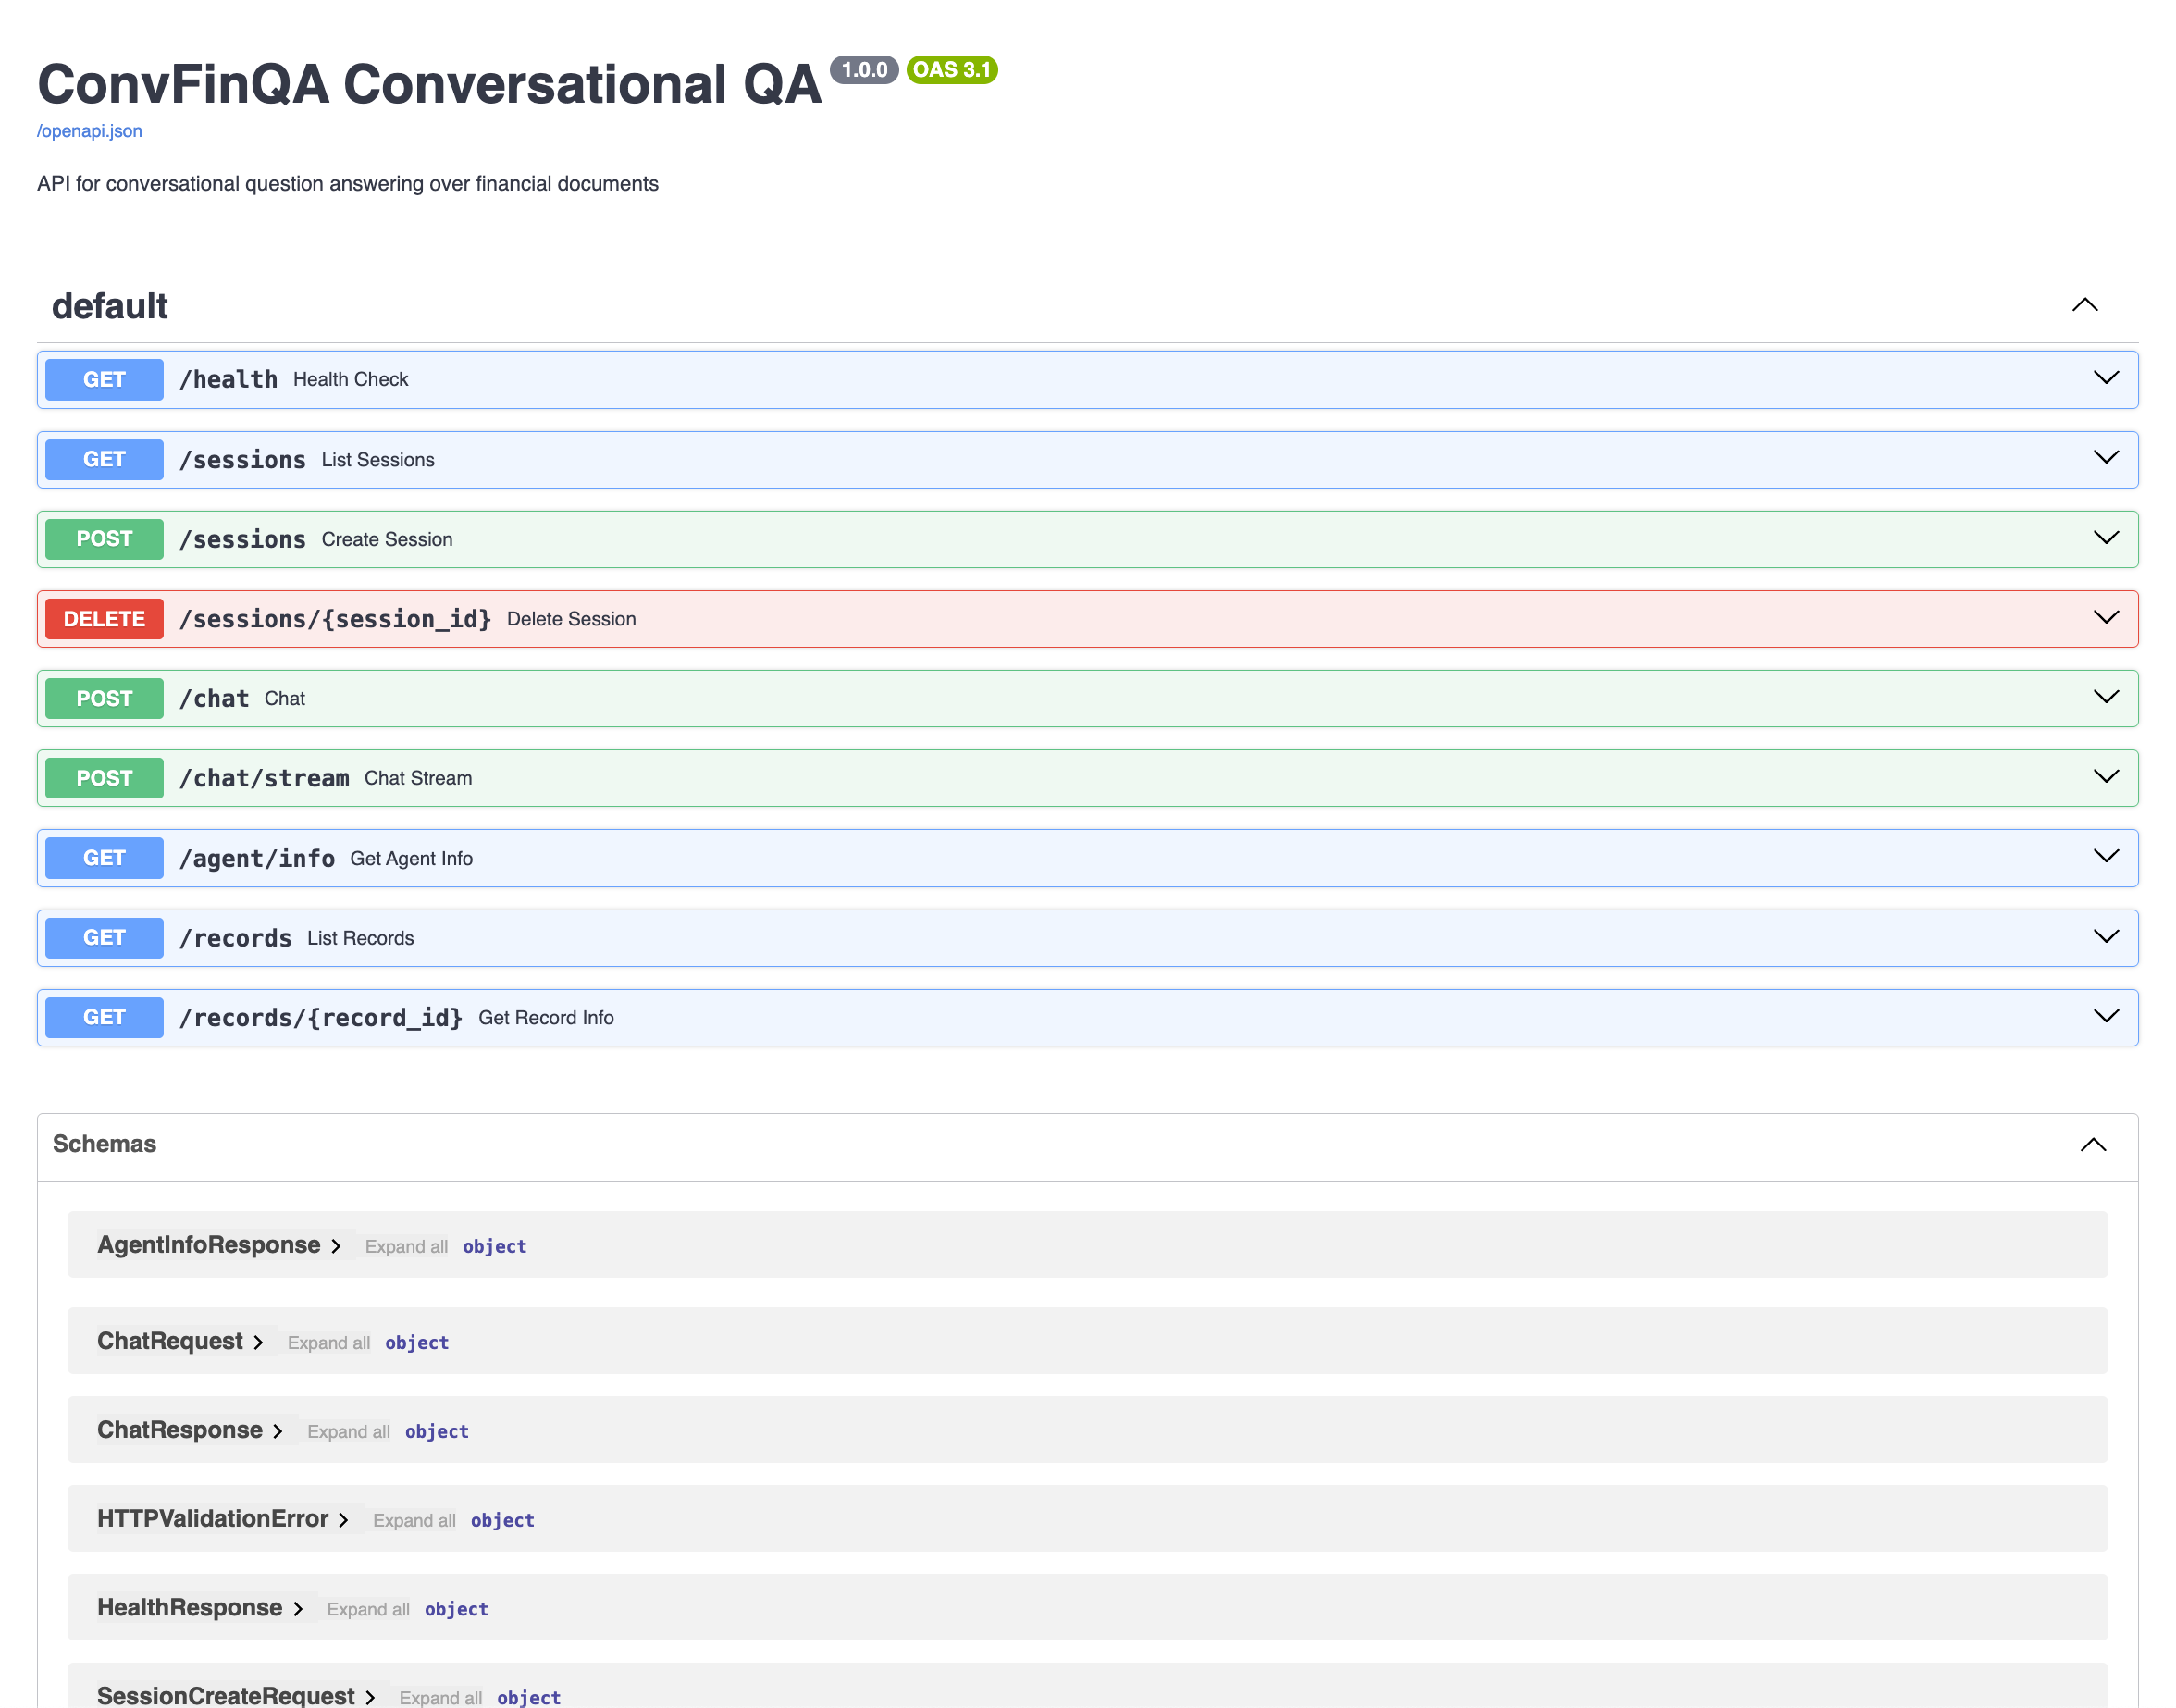 ConvFinQA Conversational QA 1.0.0 OAS 3.1
/openapi.json
API for conversational question answering over financial documents
default
GET /health Health Check
GET /sessions List Sessions
POST /sessions Create Session
DELETE /sessions/{session_id} Delete Session
POST /chat Chat
POST /chat/stream Chat Stream
GET /agent/info Get Agent Info
GET /records List Records
GET /records/{record_id} Get Record Info
Schemas
AgentInfoResponse Expand all object
ChatRequest Expand all object
ChatResponse Expand all object
HTTPValidationError Expand all object
HealthResponse Expand all object
SessionCreateRequest Expand all object